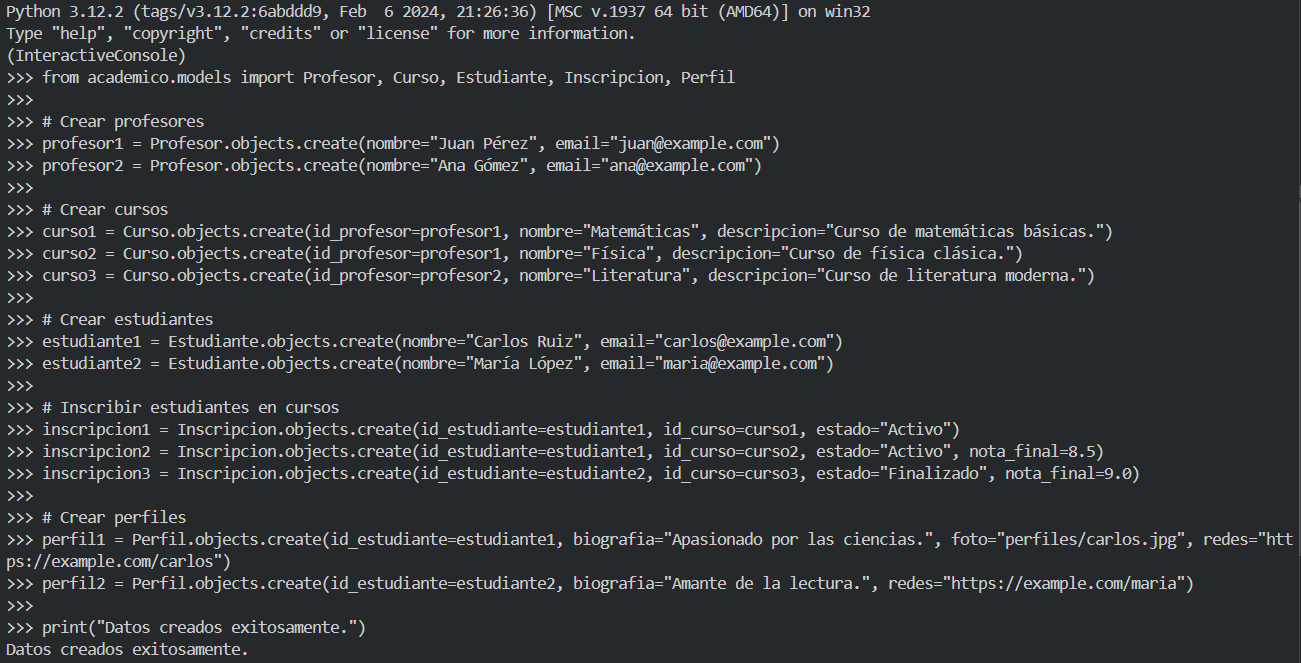 Python 3.12.2 (tags/v3.12.2:6abddd9, Feb  6 2024, 21:26:36) [MSC v.1937 64 bit (AMD64)] on win32
Type "help", "copyright", "credits" or "license" for more information.
(InteractiveConsole)
>>> from academico.models import Profesor, Curso, Estudiante, Inscripcion, Perfil
>>>
>>> # Crear profesores
>>> profesor1 = Profesor.objects.create(nombre="Juan Pérez", email="juan@example.com")
>>> profesor2 = Profesor.objects.create(nombre="Ana Gómez", email="ana@example.com")
>>>
>>> # Crear cursos
>>> curso1 = Curso.objects.create(id_profesor=profesor1, nombre="Matemáticas", descripcion="Curso de matemáticas básicas.")
>>> curso2 = Curso.objects.create(id_profesor=profesor1, nombre="Física", descripcion="Curso de física clásica.")
>>> curso3 = Curso.objects.create(id_profesor=profesor2, nombre="Literatura", descripcion="Curso de literatura moderna.")
>>>
>>> # Crear estudiantes
>>> estudiante1 = Estudiante.objects.create(nombre="Carlos Ruiz", email="carlos@example.com")
>>> estudiante2 = Estudiante.objects.create(nombre="María López", email="maria@example.com")
>>>
>>> # Inscribir estudiantes en cursos
>>> inscripcion1 = Inscripcion.objects.create(id_estudiante=estudiante1, id_curso=curso1, estado="Activo")
>>> inscripcion2 = Inscripcion.objects.create(id_estudiante=estudiante1, id_curso=curso2, estado="Activo", nota_final=8.5)
>>> inscripcion3 = Inscripcion.objects.create(id_estudiante=estudiante2, id_curso=curso3, estado="Finalizado", nota_final=9.0)
>>>
>>> # Crear perfiles
>>> perfil1 = Perfil.objects.create(id_estudiante=estudiante1, biografia="Apasionado por las ciencias.", foto="perfiles/carlos.jpg", redes="htt
ps://example.com/carlos")
>>> perfil2 = Perfil.objects.create(id_estudiante=estudiante2, biografia="Amante de la lectura.", redes="https://example.com/maria")
>>>
>>> print("Datos creados exitosamente.")
Datos creados exitosamente.